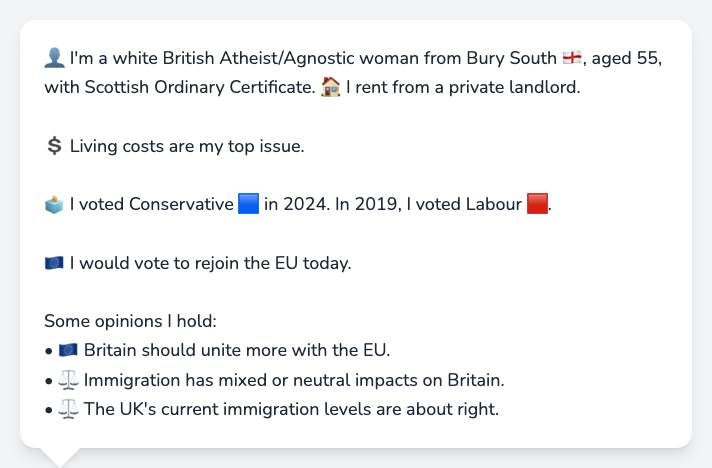 👤 I'm a white British Atheist/Agnostic woman from Bury South 🏴󠁧󠁢󠁥󠁮󠁧󠁿, aged 55,
with Scottish Ordinary Certificate. 🏠 I rent from a private landlord.
💲 Living costs are my top issue.
🗳️ I voted Conservative 🟦 in 2024. In 2019, I voted Labour 🟥.
🇪🇺 I would vote to rejoin the EU today.
Some opinions I hold:
• 🇪🇺 Britain should unite more with the EU.
• ⚖️ Immigration has mixed or neutral impacts on Britain.
• ⚖️ The UK's current immigration levels are about right.